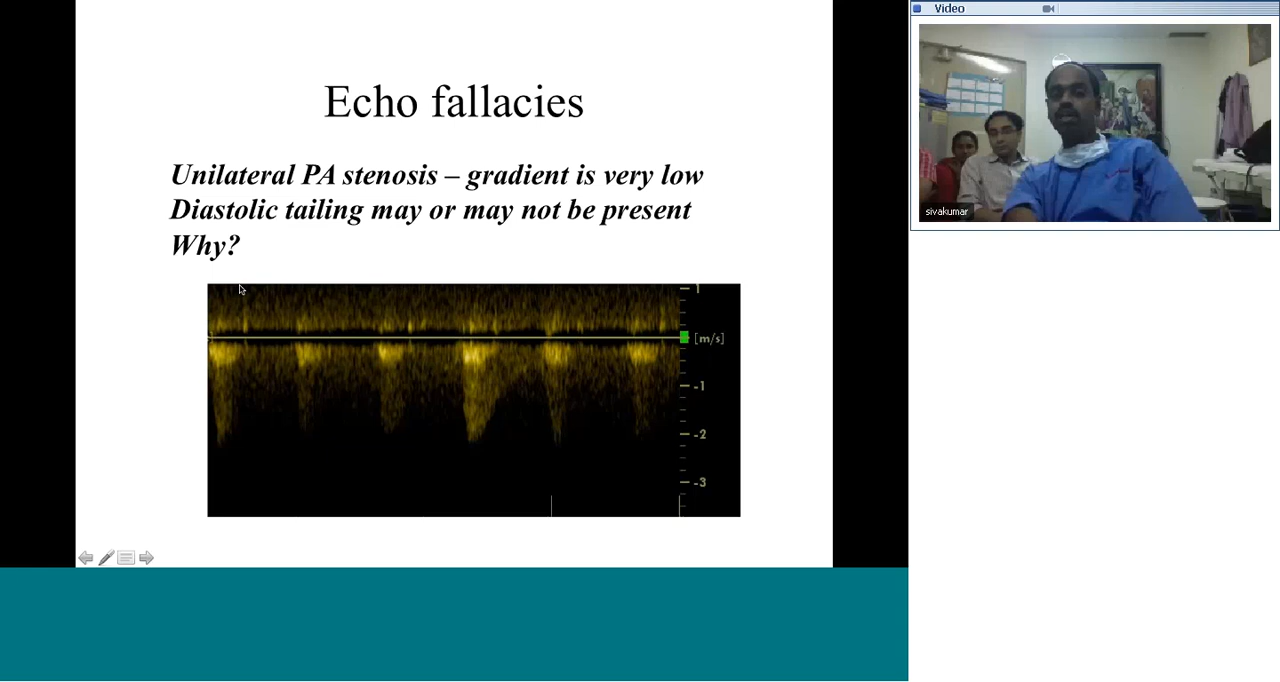 Echo fallacies
Unilateral PA stenosis – gradient is very low
Diastolic tailing may or may not be present
Why?
1
[m/s]
-1
-2
-3
Video
sivakumar